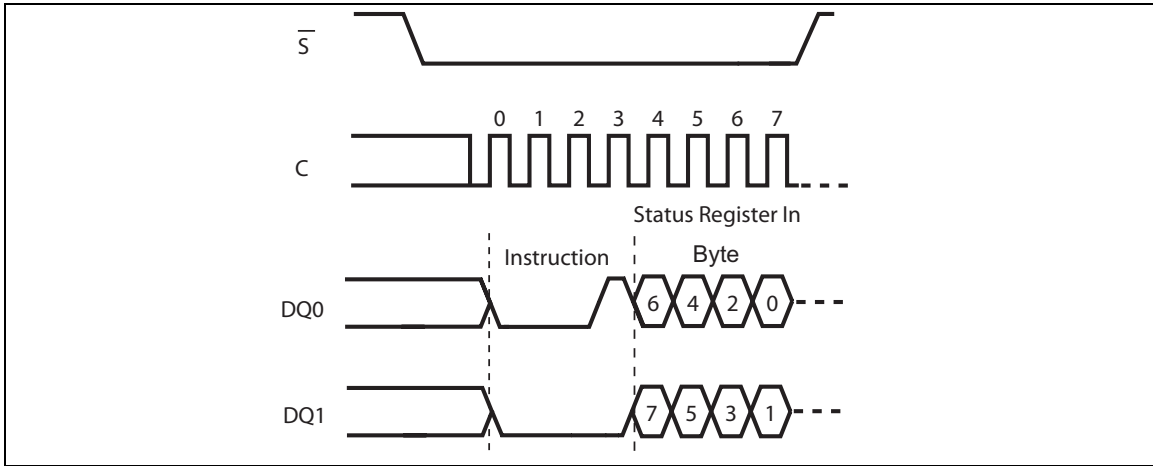 S
0 1 2 3 4 5 6 7
C
Status Register In
Instruction Byte
DQ0 6 4 2 0
DQ1 7 5 3 1